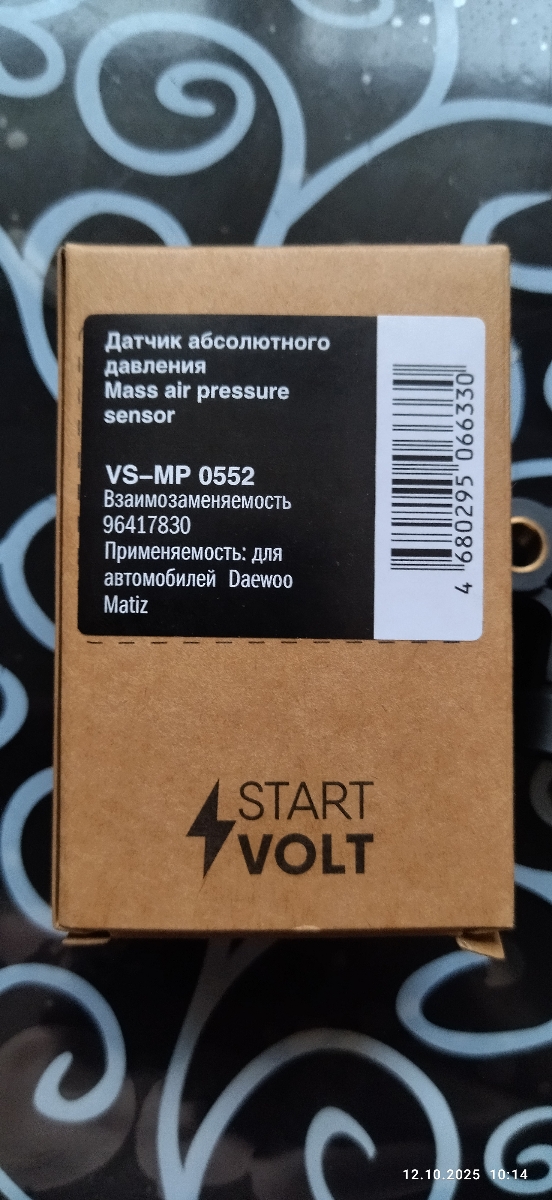 Датчик абсолютного
давления
Mass air pressure
sensor
VS–MP 0552
Взаимозаменяемость
96417830
Применяемость: для
автомобилей Daewoo
Matiz
4 680295 066330
START
VOLT
12.10.2025 10:14